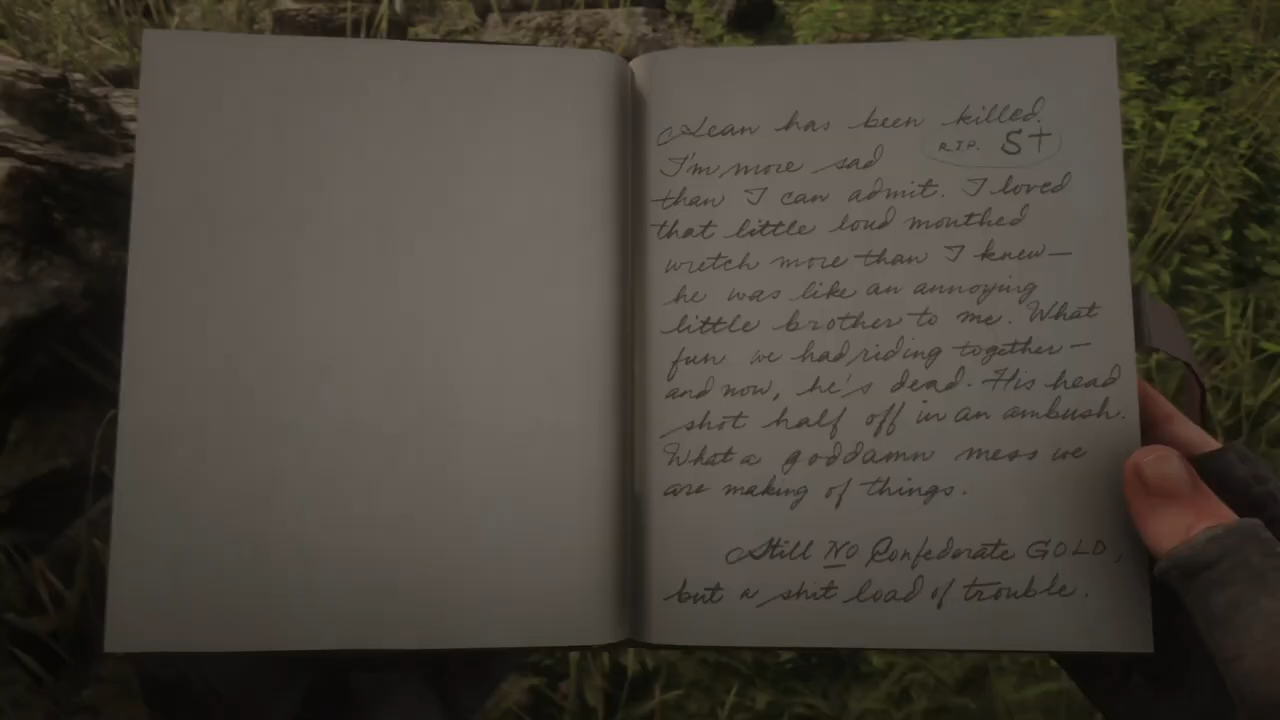 Sean has been killed.
R.I.P. S†
I'm more sad
than I can admit. I loved
that little loud mouthed
wretch more than I knew—
he was like an annoying
little brother to me. What
fun we had riding together—
and now, he's dead. His head
shot half off in an ambush.
What a goddamn mess we
are making of things.
Still No Confederate GOLD,
but a shit load of trouble.